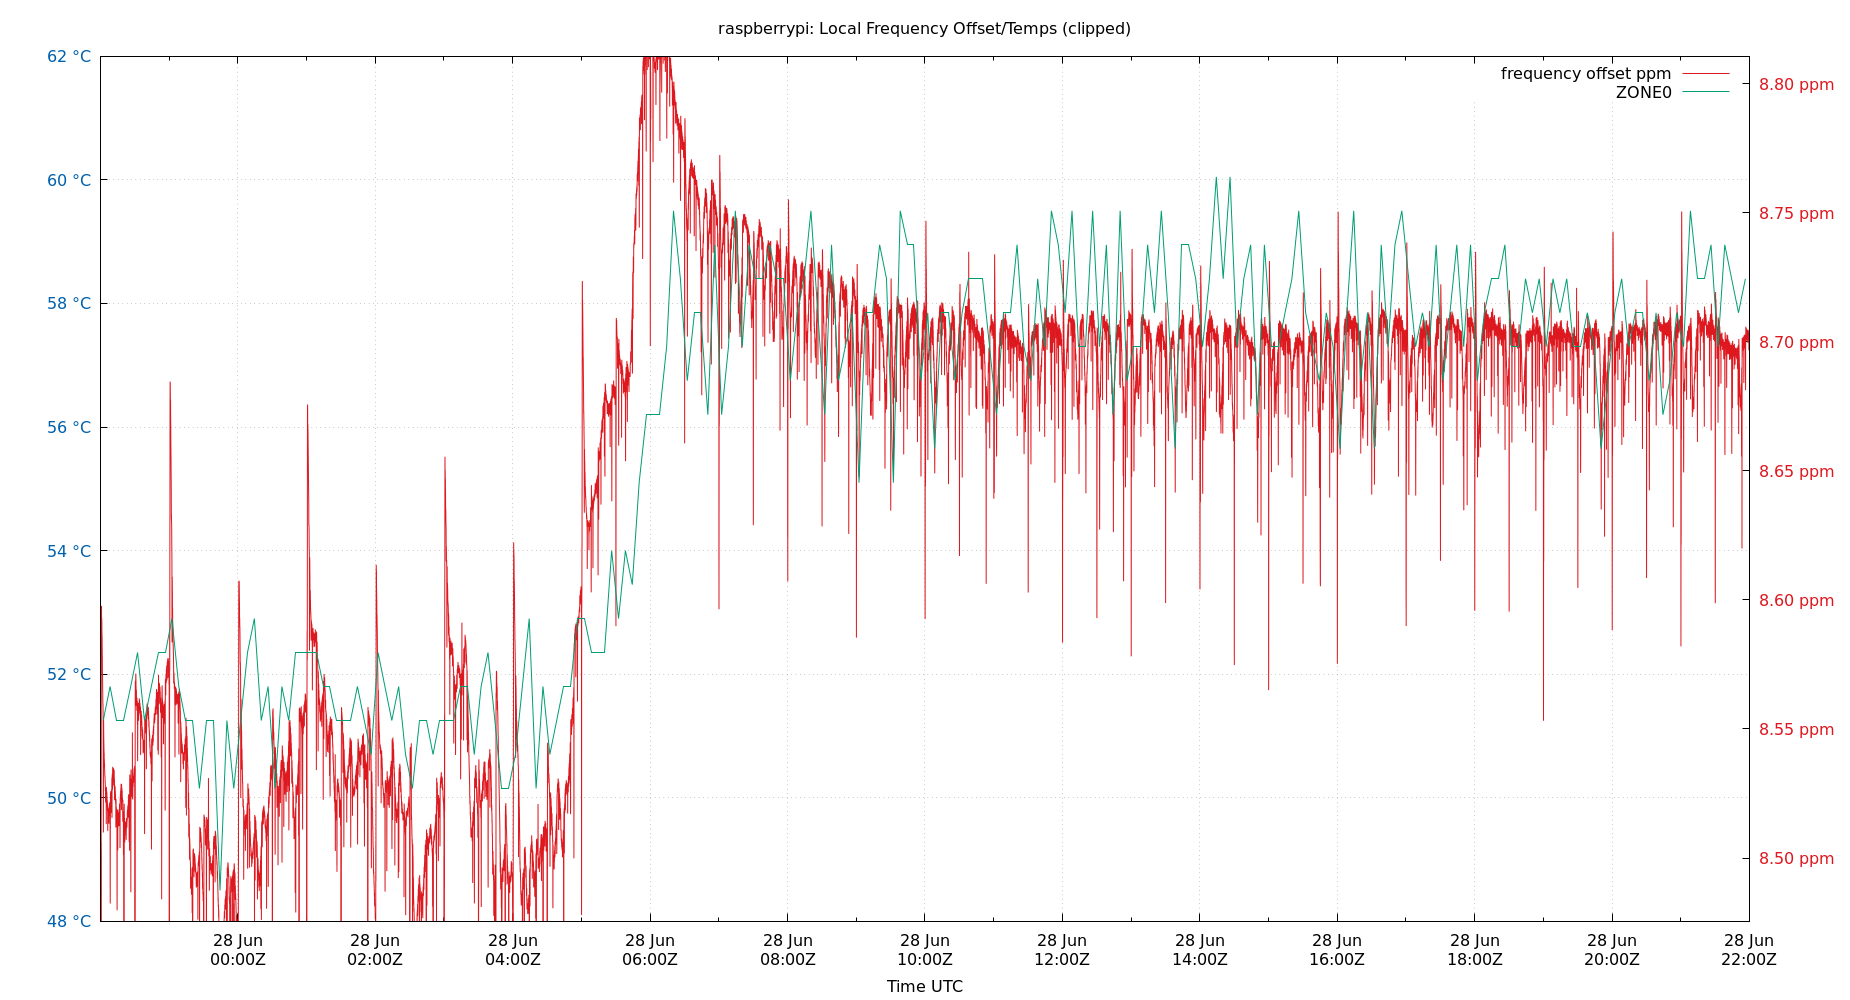 raspberrypi: Local Frequency Offset/Temps (clipped)
frequency offset ppm
ZONE0
62 °C
60 °C
58 °C
56 °C
54 °C
52 °C
50 °C
48 °C
8.80 ppm
8.75 ppm
8.70 ppm
8.65 ppm
8.60 ppm
8.55 ppm
8.50 ppm
28 Jun 28 Jun 28 Jun 28 Jun 28 Jun 28 Jun 28 Jun 28 Jun 28 Jun 28 Jun 28 Jun 28 Jun
00:00Z 02:00Z 04:00Z 06:00Z 08:00Z 10:00Z 12:00Z 14:00Z 16:00Z 18:00Z 20:00Z 22:00Z
Time UTC